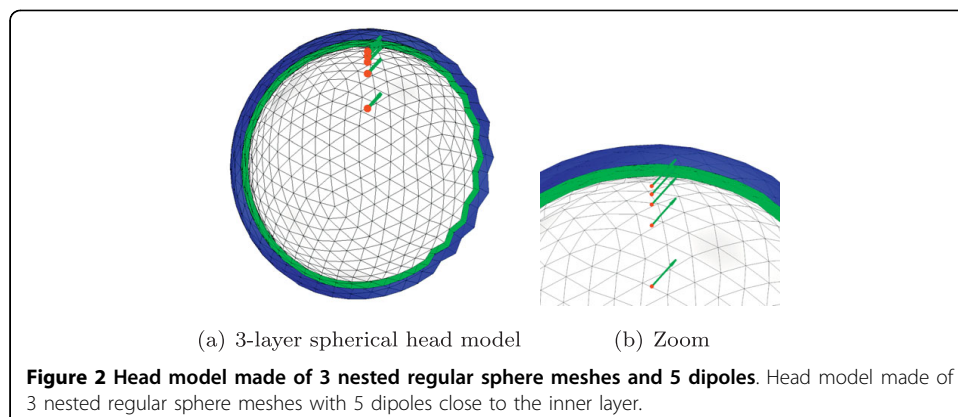 (a) 3-layer spherical head model
(b) Zoom
Figure 2 Head model made of 3 nested regular sphere meshes and 5 dipoles. Head model made of
3 nested regular sphere meshes with 5 dipoles close to the inner layer.